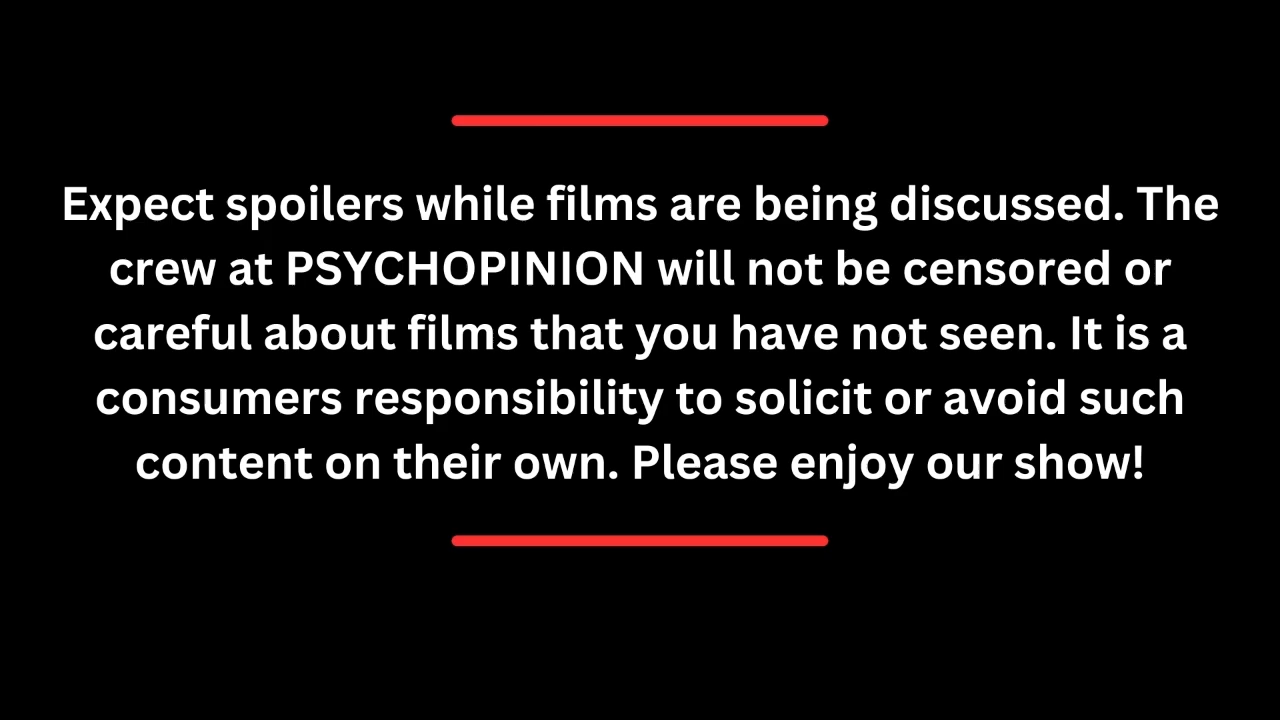 Expect spoilers while films are being discussed. The
crew at PSYCHOPINION will not be censored or
careful about films that you have not seen. It is a
consumers responsibility to solicit or avoid such
content on their own. Please enjoy our show!